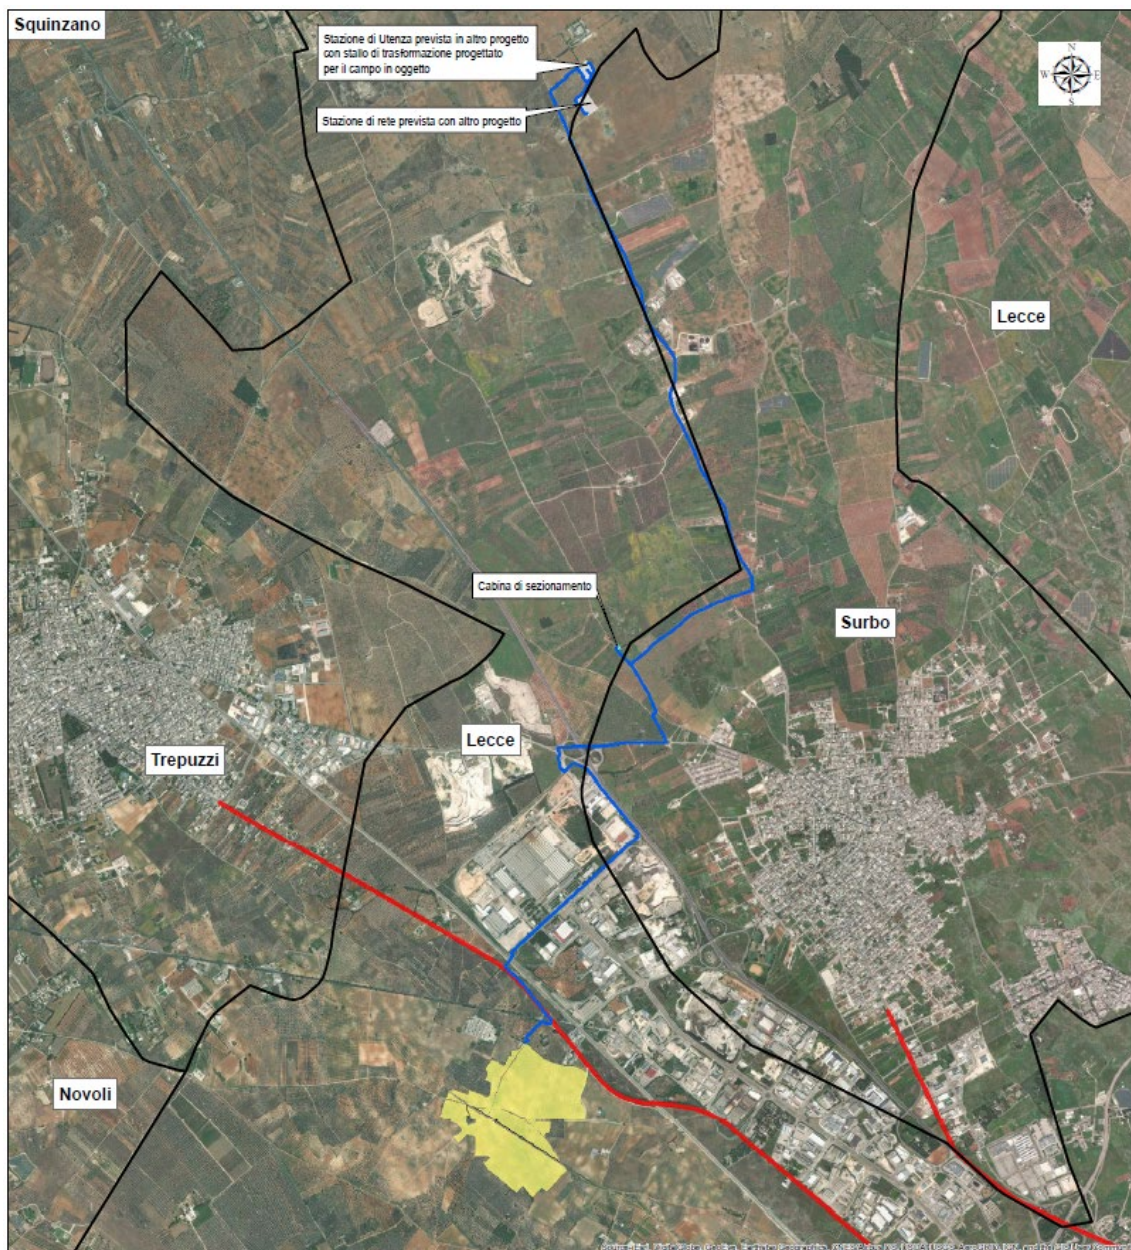 Squinzano
Stazione di Utenza prevista in altro progetto
con stallo di trasformazione progettato
per il campo in oggetto
N
W E
S
Stazione di rete prevista con altro progetto
Lecce
Cabina di sezionamento
Surbo
Lecce
Trepuzzi
Novoli